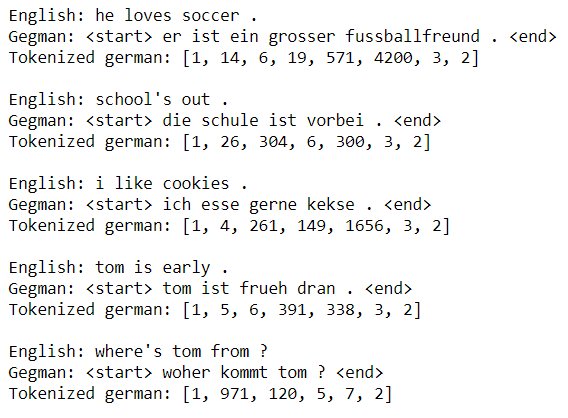 English: he loves soccer .
Gegman: <start> er ist ein grosser fussballfreund . <end>
Tokenized german: [1, 14, 6, 19, 571, 4200, 3, 2]
English: school's out .
Gegman: <start> die schule ist vorbei . <end>
Tokenized german: [1, 26, 304, 6, 300, 3, 2]
English: i like cookies .
Gegman: <start> ich esse gerne kekse . <end>
Tokenized german: [1, 4, 261, 149, 1656, 3, 2]
English: tom is early .
Gegman: <start> tom ist frueh dran . <end>
Tokenized german: [1, 5, 6, 391, 338, 3, 2]
English: where's tom from ?
Gegman: <start> woher kommt tom ? <end>
Tokenized german: [1, 971, 120, 5, 7, 2]